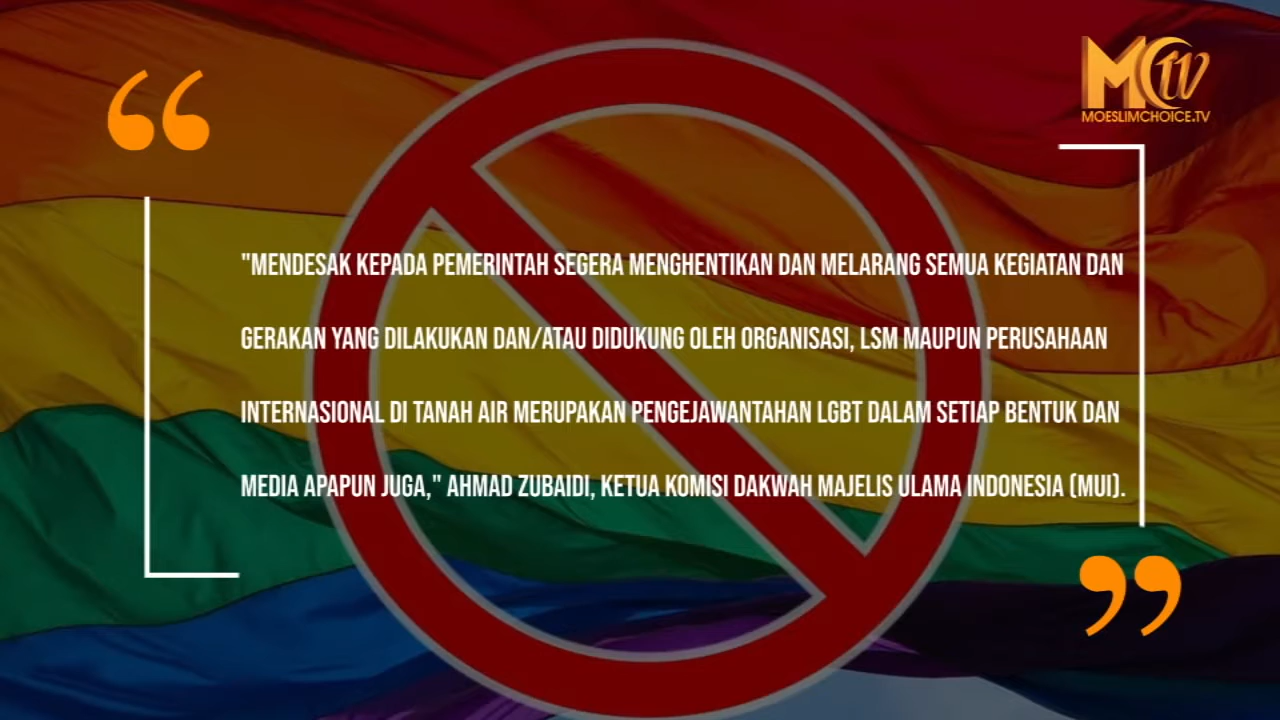 MCTV
MOESLIMCHOICE.TV
"MENDESAK KEPADA PEMERINTAH SEGERA MENGHENTIKAN DAN MELARANG SEMUA KEGIATAN DAN
GERAKAN YANG DILAKUKAN DAN/ATAU DIDUKUNG OLEH ORGANISASI, LSM MAUPUN PERUSAHAAN
INTERNASIONAL DI TANAH AIR MERUPAKAN PENGEJAWANTAHAN LGBT DALAM SETIAP BENTUK DAN
MEDIA APAPUN JUGA," AHMAD ZUBAIDI, KETUA KOMISI DAKWAH MAJELIS ULAMA INDONESIA (MUI).